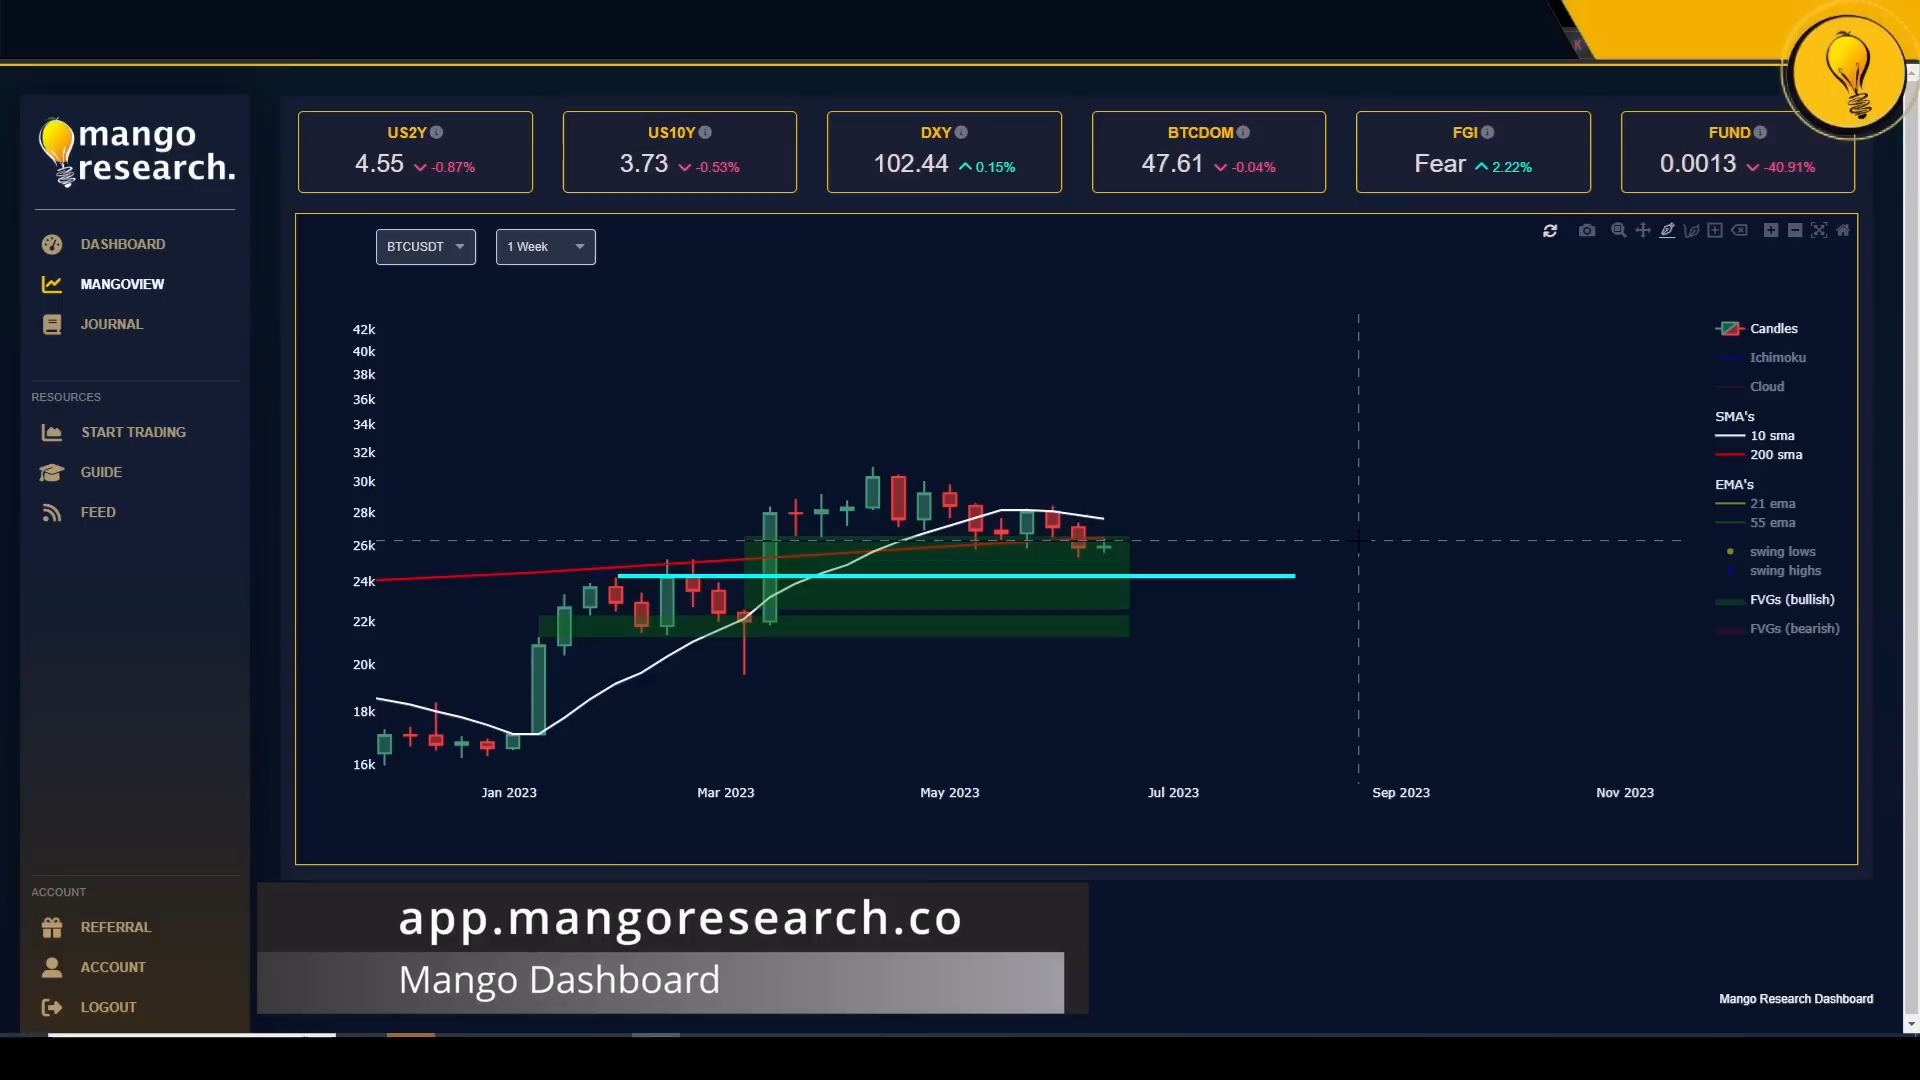 K
mango
research.
DASHBOARD
MANGOVIEW
JOURNAL
RESOURCES
START TRADING
GUIDE
FEED
ACCOUNT
REFERRAL
ACCOUNT
LOGOUT
US2Y
4.55 -0.87%
US10Y
3.73 -0.53%
DXY
102.44 0.15%
BTCDOM
47.61 -0.04%
FGI
Fear 2.22%
FUND
0.0013 -40.91%
BTCUSDT 1 Week
42k
40k
38k
36k
34k
32k
30k
28k
26k
24k
22k
20k
18k
16k
Jan 2023 Mar 2023 May 2023 Jul 2023 Sep 2023 Nov 2023
Candles
Ichimoku
Cloud
SMA's
10 sma
200 sma
EMA's
21 ema
55 ema
swing lows
swing highs
FVGs (bullish)
FVGs (bearish)
app.mangoresearch.co
Mango Dashboard
Mango Research Dashboard